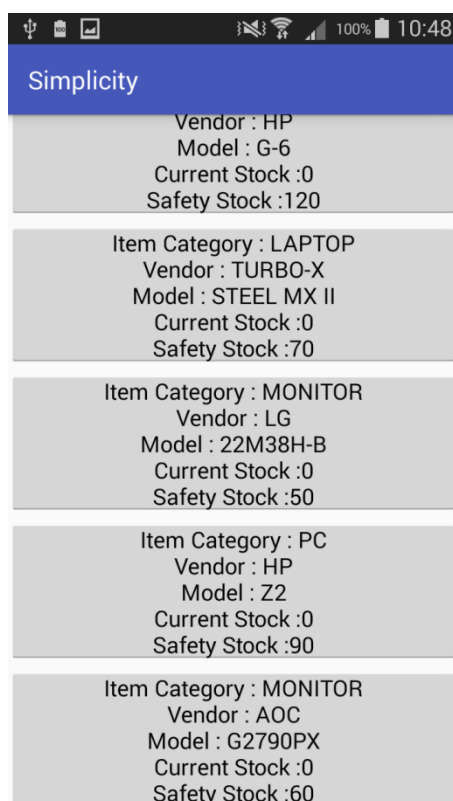 100% 10:48
Simplicity
Vendor : HP
Model : G-6
Current Stock :0
Safety Stock :120
Item Category : LAPTOP
Vendor : TURBO-X
Model : STEEL MX II
Current Stock :0
Safety Stock :70
Item Category : MONITOR
Vendor : LG
Model : 22M38H-B
Current Stock :0
Safety Stock :50
Item Category : PC
Vendor : HP
Model : Z2
Current Stock :0
Safety Stock :90
Item Category : MONITOR
Vendor : AOC
Model : G2790PX
Current Stock :0
Safety Stock :60